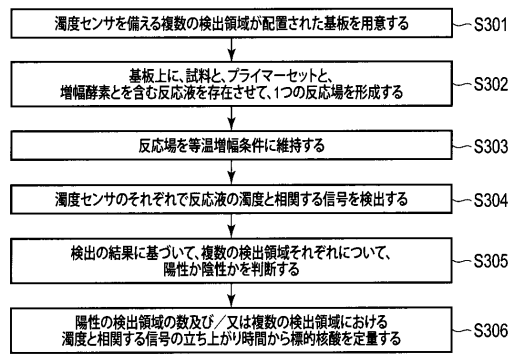 濁度センサを備える複数の検出領域が配置された基板を用意する
S301
基板上に、試料と、プライマーセットと、
増幅酵素とを含む反応液を存在させて、1つの反応場を形成する
S302
反応場を等温増幅条件に維持する
S303
濁度センサのそれぞれで反応液の濁度と相関する信号を検出する
S304
検出の結果に基づいて、複数の検出領域それぞれについて、
陽性か陰性かを判断する
S305
陽性の検出領域の数及び/又は複数の検出領域における
濁度と相関する信号の立ち上がり時間から標的核酸を定量する
S306